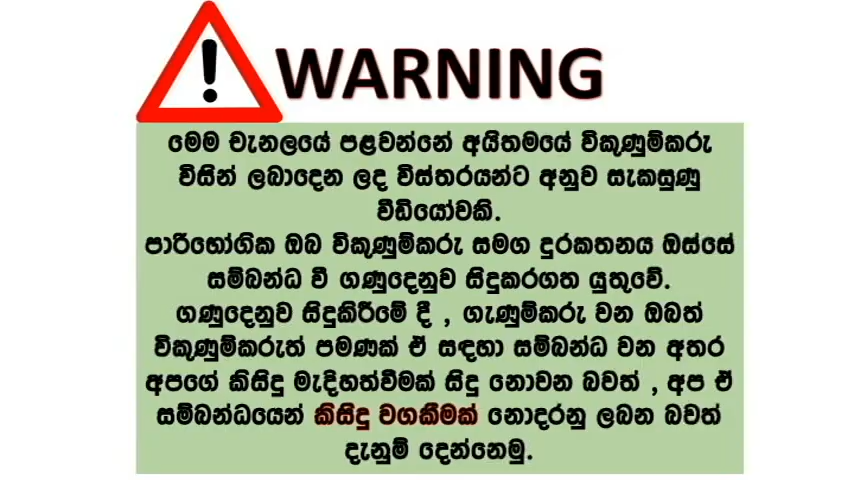 WARNING
මෙම චැනලයේ පළවන්නේ අයිතමයේ විකුණුම්කරු
විසින් ලබාදෙන ලද විස්තරයන්ට අනුව සැකසුණු
වීඩියෝවකි.
පාරිභෝගික ඔබ විකුණුම්කරු සමග දුරකතනය ඔස්සේ
සම්බන්ධ වී ගණුදෙනුව සිදුකරගත යුතුවේ.
ගණුදෙනුව සිදුකිරීමේ දී , ගැණුම්කරු වන ඔබත්
විකුණුම්කරුත් පමණක් ඒ සඳහා සම්බන්ධ වන අතර
අපගේ කිසිදු මැදිහත්වීමක් සිදු නොවන බවත් , අප ඒ
සම්බන්ධයෙන් කිසිදු වගකීමක් නොදරනු ලබන බවත්
දැනුම් දෙන්නෙමු.